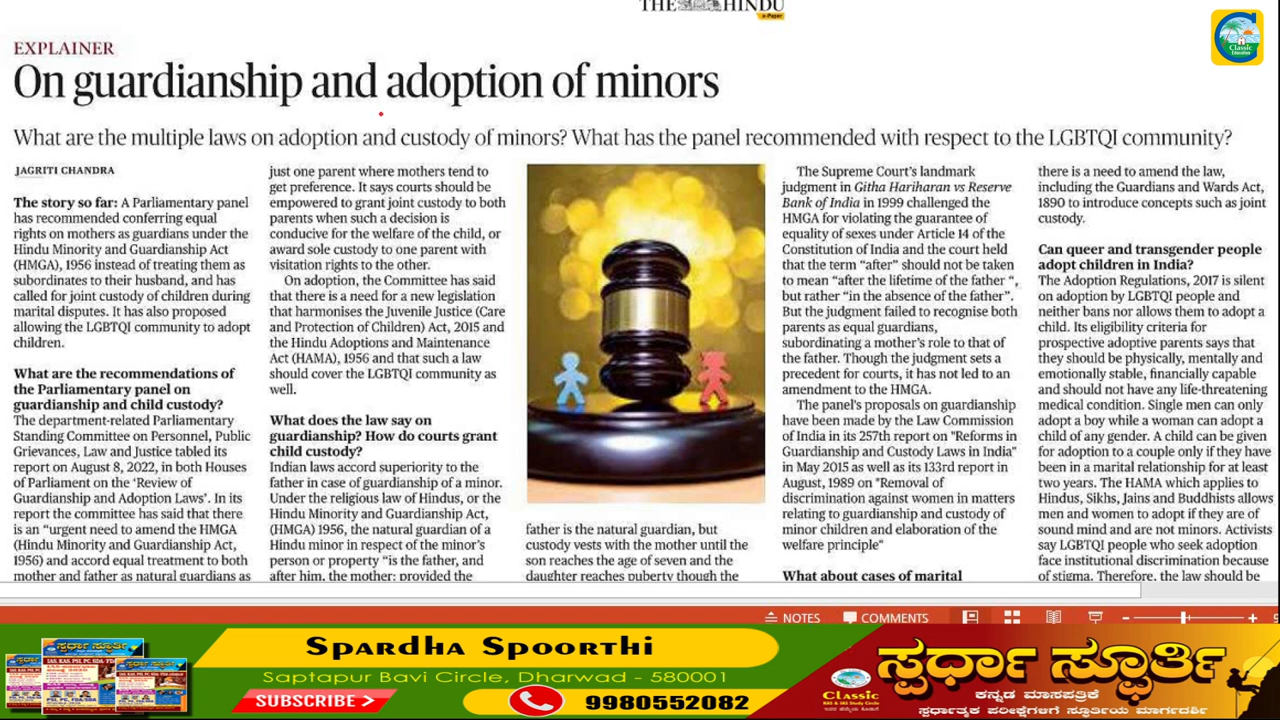 THE HINDU
e-Paper
Classic
Education
EXPLAINER
On guardianship and adoption of minors
What are the multiple laws on adoption and custody of minors? What has the panel recommended with respect to the LGBTQI community?
JAGRITI CHANDRA
The story so far: A Parliamentary panel
has recommended conferring equal
rights on mothers as guardians under the
Hindu Minority and Guardianship Act
(HMGA), 1956 instead of treating them as
subordinates to their husband, and has
called for joint custody of children during
marital disputes. It has also proposed
allowing the LGBTQI community to adopt
children.
What are the recommendations of
the Parliamentary panel on
guardianship and child custody?
The department-related Parliamentary
Standing Committee on Personnel, Public
Grievances, Law and Justice tabled its
report on August 8, 2022, in both Houses
of Parliament on the ‘Review of
Guardianship and Adoption Laws’. In its
report the committee has said that there
is an “urgent need to amend the HMGA
(Hindu Minority and Guardianship Act,
1956) and accord equal treatment to both
mother and father as natural guardians as
just one parent where mothers tend to
get preference. It says courts should be
empowered to grant joint custody to both
parents when such a decision is
conducive for the welfare of the child, or
award sole custody to one parent with
visitation rights to the other.
On adoption, the Committee has said
that there is a need for a new legislation
that harmonises the Juvenile Justice (Care
and Protection of Children) Act, 2015 and
the Hindu Adoptions and Maintenance
Act (HAMA), 1956 and that such a law
should cover the LGBTQI community as
well.
What does the law say on
guardianship? How do courts grant
child custody?
Indian laws accord superiority to the
father in case of guardianship of a minor.
Under the religious law of Hindus, or the
Hindu Minority and Guardianship Act,
(HMGA) 1956, the natural guardian of a
Hindu minor in respect of the minor’s
person or property “is the father, and
after him, the mother: provided the
father is the natural guardian, but
custody vests with the mother until the
son reaches the age of seven and the
daughter reaches puberty though the
The Supreme Court’s landmark
judgment in Githa Hariharan vs Reserve
Bank of India in 1999 challenged the
HMGA for violating the guarantee of
equality of sexes under Article 14 of the
Constitution of India and the court held
that the term “after” should not be taken
to mean “after the lifetime of the father “,
but rather “in the absence of the father”.
But the judgment failed to recognise both
parents as equal guardians,
subordinating a mother’s role to that of
the father. Though the judgment sets a
precedent for courts, it has not led to an
amendment to the HMGA.
The panel’s proposals on guardianship
have been made by the Law Commission
of India in its 257th report on "Reforms in
Guardianship and Custody Laws in India"
in May 2015 as well as its 133rd report in
August, 1989 on "Removal of
discrimination against women in matters
relating to guardianship and custody of
minor children and elaboration of the
welfare principle"
What about cases of marital
there is a need to amend the law,
including the Guardians and Wards Act,
1890 to introduce concepts such as joint
custody.
Can queer and transgender people
adopt children in India?
The Adoption Regulations, 2017 is silent
on adoption by LGBTQI people and
neither bans nor allows them to adopt a
child. Its eligibility criteria for
prospective adoptive parents says that
they should be physically, mentally and
emotionally stable, financially capable
and should not have any life-threatening
medical condition. Single men can only
adopt a boy while a woman can adopt a
child of any gender. A child can be given
for adoption to a couple only if they have
been in a marital relationship for at least
two years. The HAMA which applies to
Hindus, Sikhs, Jains and Buddhists allows
men and women to adopt if they are of
sound mind and are not minors. Activists
say LGBTQI people who seek adoption
face institutional discrimination because
of stigma. Therefore, the law should be
NOTES COMMENTS
SPARDHA SPOORTHI
Saptapur Bavi Circle, Dharwad - 580001
SUBSCRIBE >
9980552082
ಸ್ಪರ್ಧಾ ಸ್ಫೂರ್ತಿ
Classic
KAS & IAS Study Circle
ಕನ್ನಡ ಮಾಸಪತ್ರಿಕೆ
ಸ್ಪರ್ಧಾತ್ಮಕ ಪರೀಕ್ಷೆಗಳಿಗೆ ಸ್ಫೂರ್ತಿಯ ಮಾರ್ಗದರ್ಶಿ